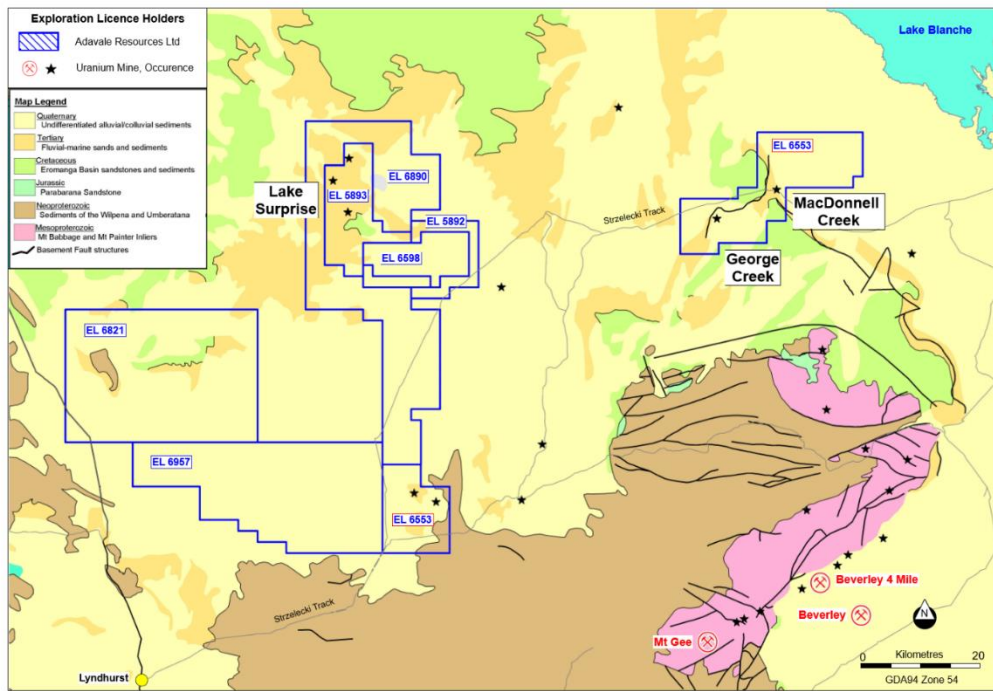 Exploration Licence Holders
Adavale Resources Ltd
Uranium Mine, Occurence
Map Legend
Quaternary
Undifferentiated alluvial/colluvial sediments
Tertiary
Fluvial-marine sands and sediments
Cretaceous
Eromanga Basin sandstones and sediments
Jurassic
Parabarana Sandstone
Neoproterozoic
Sediments of the Wilpena and Umberatana
Mesoproterozoic
Mt Babbage and Mt Painter Inliers
Basement Fault structures
Lake Blanche
EL 6553
EL 6890
EL 5893
Lake
Surprise
MacDonnell
Creek
Strzelecki Track
EL 5892
EL 6598
George
Creek
EL 6821
EL 6957
EL 6553
Beverley 4 Mile
Strzelecki Track
Beverley
N
Mt Gee
Kilometres
0
20
GDA94 Zone 54
Lyndhurst